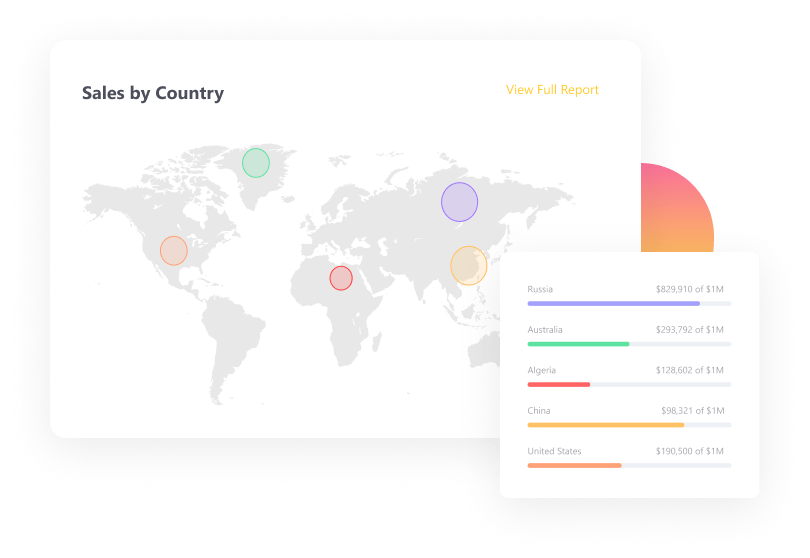 Sales by Country
View Full Report
Russia $829,910 of $1M
Australia $293,792 of $1M
Algeria $128,602 of $1M
China $98,321 of $1M
United States $190,500 of $1M